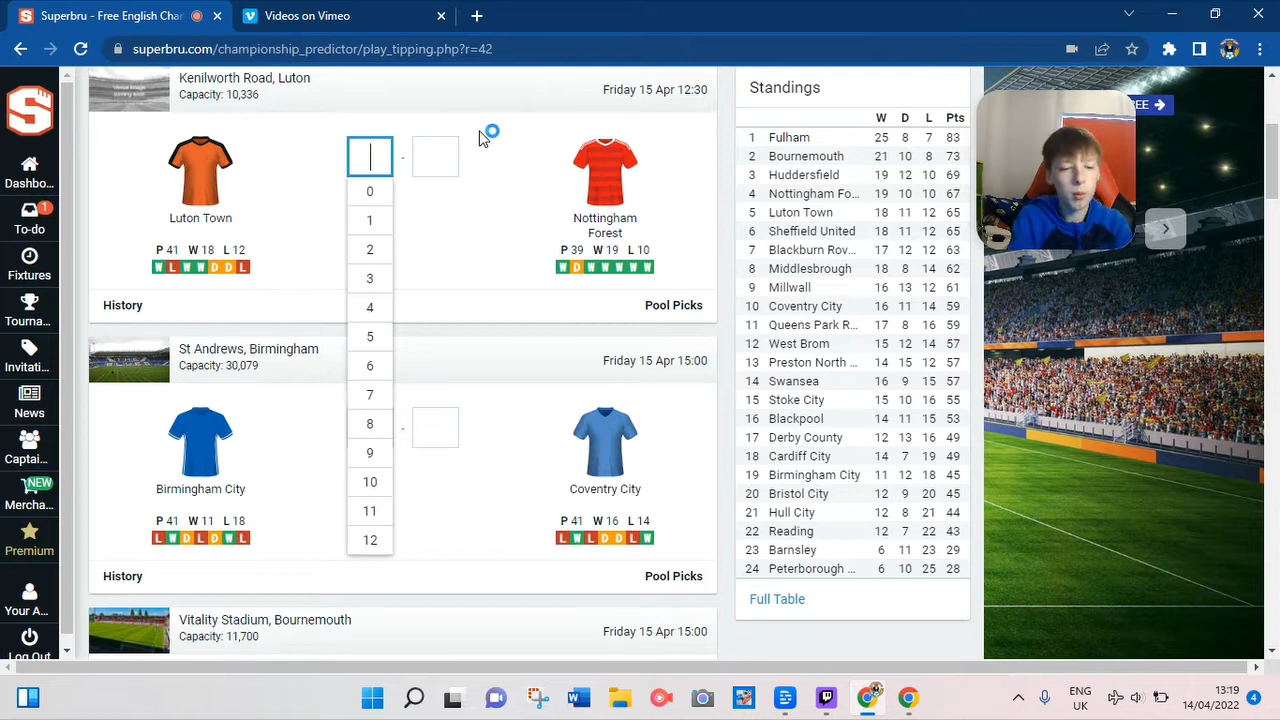 Superbru - Free English Cha
Videos on Vimeo
superbru.com/championship_predictor/play_tipping.php?r=42
Dashbo...
1
To-do
Fixtures
Tourna...
Invitati...
News
Captai...
NEW
Mercha...
Premium
Your A...
Log Out
Kenilworth Road, Luton
Capacity: 10,336
Friday 15 Apr 12:30
Luton Town
P 41 W 18 L 12
W L W W D D L
-
0
1
2
3
4
5
6
7
8
9
10
11
12
Nottingham
Forest
P 39 W 19 L 10
W D W W W W W
History
Pool Picks
St Andrews, Birmingham
Capacity: 30,079
Friday 15 Apr 15:00
Birmingham City
P 41 W 11 L 18
L W D L D W L
-
Coventry City
P 41 W 16 L 14
L W L D D L W
History
Pool Picks
Vitality Stadium, Bournemouth
Capacity: 11,700
Friday 15 Apr 15:00
Standings
W D L Pts
1 Fulham 25 8 7 83
2 Bournemouth 21 10 8 73
3 Huddersfield 19 12 10 69
4 Nottingham Fo... 19 10 10 67
5 Luton Town 18 11 12 65
6 Sheffield United 18 11 12 65
7 Blackburn Rov... 17 12 12 63
8 Middlesbrough 18 8 14 62
9 Millwall 16 13 12 61
10 Coventry City 16 11 14 59
11 Queens Park R... 17 8 16 59
12 West Brom 15 12 14 57
13 Preston North ... 14 15 12 57
14 Swansea 16 9 15 57
15 Stoke City 15 10 16 55
16 Blackpool 14 11 15 53
17 Derby County 12 13 16 49
18 Cardiff City 14 7 19 49
19 Birmingham City 11 12 18 45
20 Bristol City 12 9 20 45
21 Hull City 12 8 21 44
22 Reading 12 7 22 43
23 Barnsley 6 11 23 29
24 Peterborough ... 6 10 25 28
Full Table
ENG
UK
13:19
14/04/2022
4